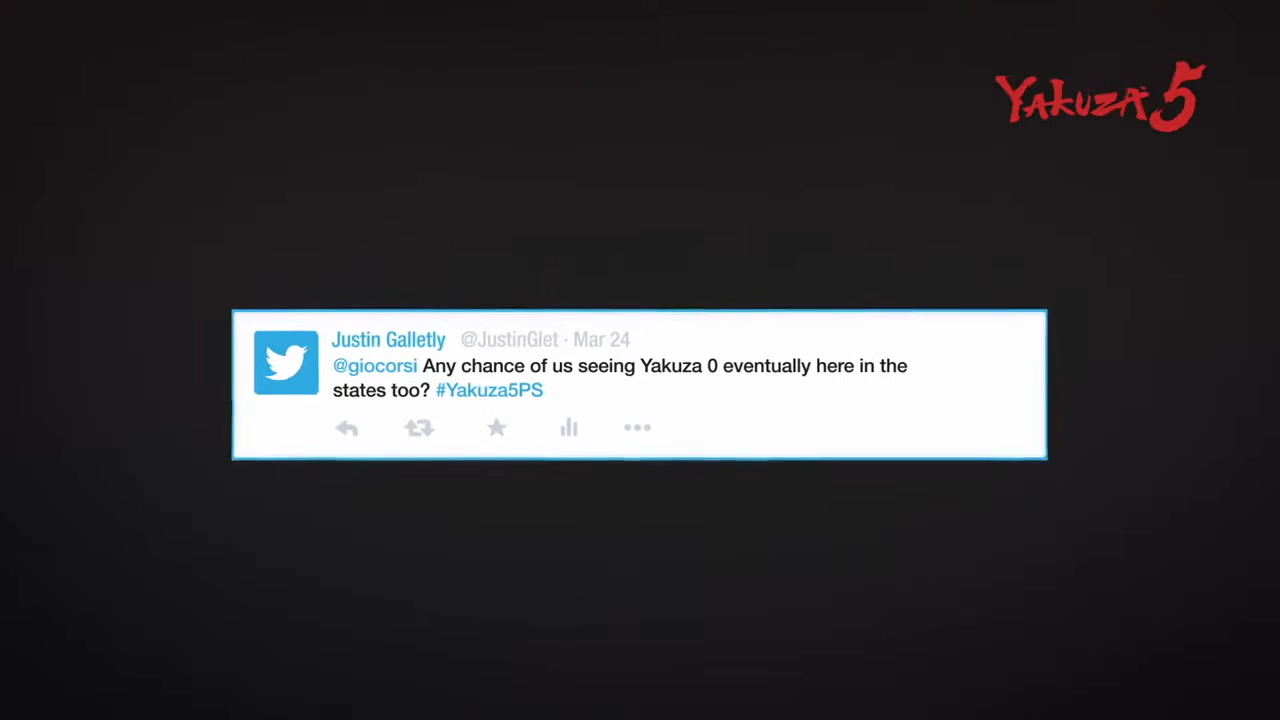 Yakuza 5
Justin Galletly @JustinGlet · Mar 24
@giocorsi Any chance of us seeing Yakuza 0 eventually here in the
states too? #Yakuza5PS